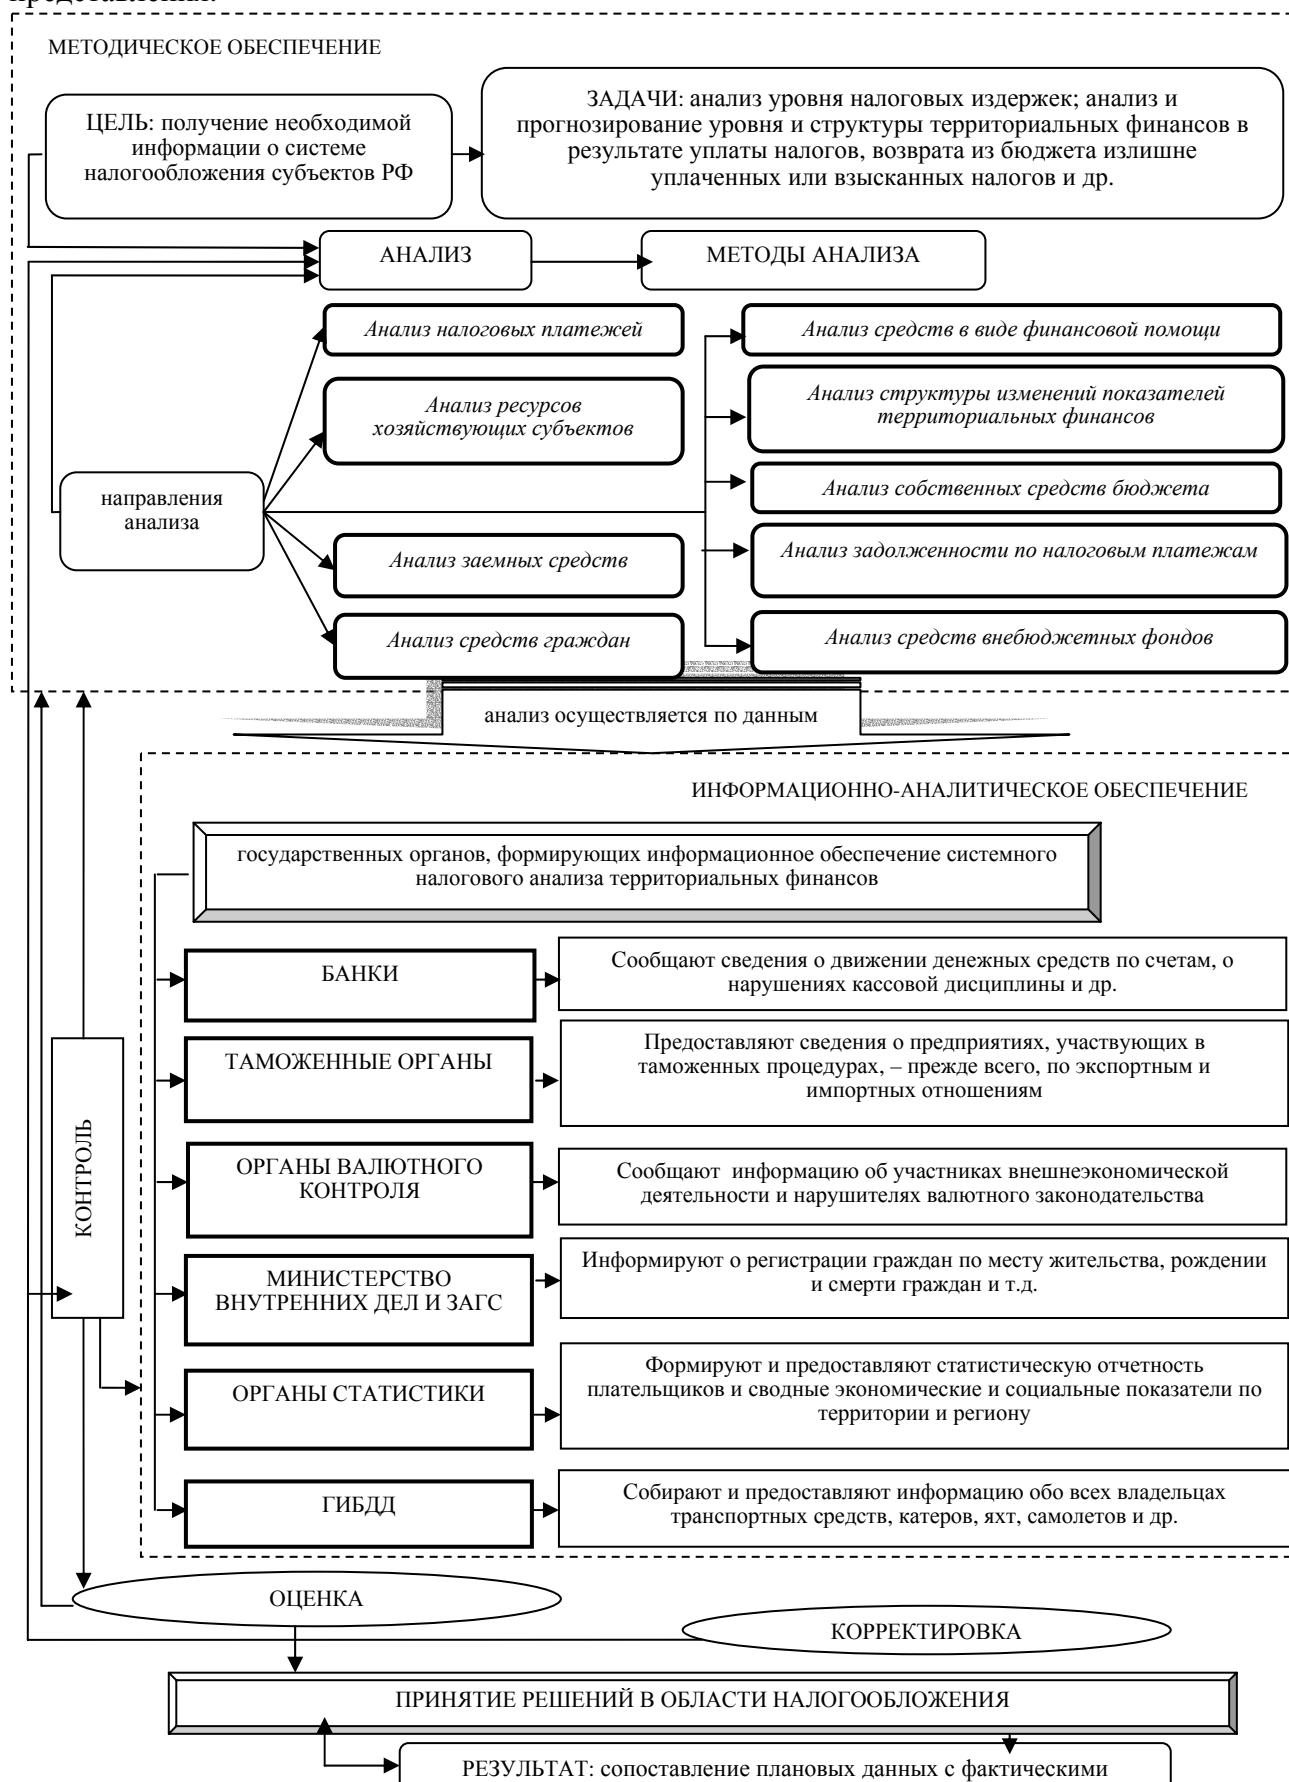 представления.
МЕТОДИЧЕСКОЕ ОБЕСПЕЧЕНИЕ
ЦЕЛЬ: получение необходимой
информации о системе
налогообложения субъектов РФ
ЗАДАЧИ: анализ уровня налоговых издержек; анализ и
прогнозирование уровня и структуры территориальных финансов в
результате уплаты налогов, возврата из бюджета излишне
уплаченных или взысканных налогов и др.
АНАЛИЗ
МЕТОДЫ АНАЛИЗА
Анализ налоговых платежей
Анализ ресурсов
хозяйствующих субъектов
направления
анализа
Анализ заемных средств
Анализ средств граждан
Анализ средств в виде финансовой помощи
Анализ структуры изменений показателей
территориальных финансов
Анализ собственных средств бюджета
Анализ задолженности по налоговым платежам
Анализ средств внебюджетных фондов
анализ осуществляется по данным
ИНФОРМАЦИОННО-АНАЛИТИЧЕСКОЕ ОБЕСПЕЧЕНИЕ
государственных органов, формирующих информационное обеспечение системного
налогового анализа территориальных финансов
КОНТРОЛЬ
БАНКИ
Сообщают сведения о движении денежных средств по счетам, о
нарушениях кассовой дисциплины и др.
ТАМОЖЕННЫЕ ОРГАНЫ
Предоставляют сведения о предприятиях, участвующих в
таможенных процедурах, – прежде всего, по экспортным и
импортных отношениям
ОРГАНЫ ВАЛЮТНОГО
КОНТРОЛЯ
Сообщают информацию об участниках внешнеэкономической
деятельности и нарушителях валютного законодательства
МИНИСТЕРСТВО
ВНУТРЕННИХ ДЕЛ И ЗАГС
Информируют о регистрации граждан по месту жительства, рождении
и смерти граждан и т.д.
ОРГАНЫ СТАТИСТИКИ
Формируют и предоставляют статистическую отчетность
плательщиков и сводные экономические и социальные показатели по
территории и региону
ГИБДД
Собирают и предоставляют информацию обо всех владельцах
транспортных средств, катеров, яхт, самолетов и др.
ОЦЕНКА
КОРРЕКТИРОВКА
ПРИНЯТИЕ РЕШЕНИЙ В ОБЛАСТИ НАЛОГООБЛОЖЕНИЯ
РЕЗУЛЬТАТ: сопоставление плановых данных с фактическими